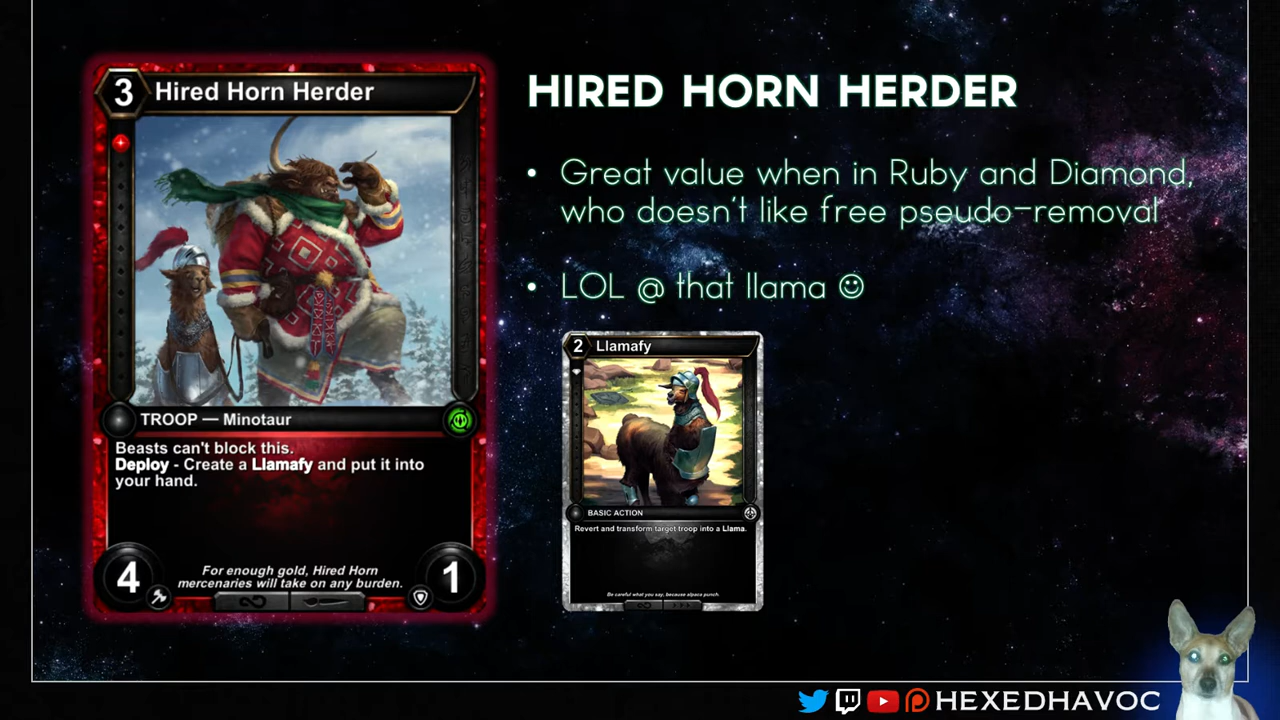 3 Hired Horn Herder
TROOP — Minotaur
Beasts can't block this.
Deploy - Create a Llamafy and put it into
your hand.
For enough gold, Hired Horn
mercenaries will take on any burden.
4
1
HIRED HORN HERDER
• Great value when in Ruby and Diamond,
who doesn't like free pseudo-removal
• LOL @ that llama ☺
2 Llamafy
BASIC ACTION
Revert and transform target troop into a Llama.
Be careful what you say, because alpaca punch.
HEXEDHAVOC